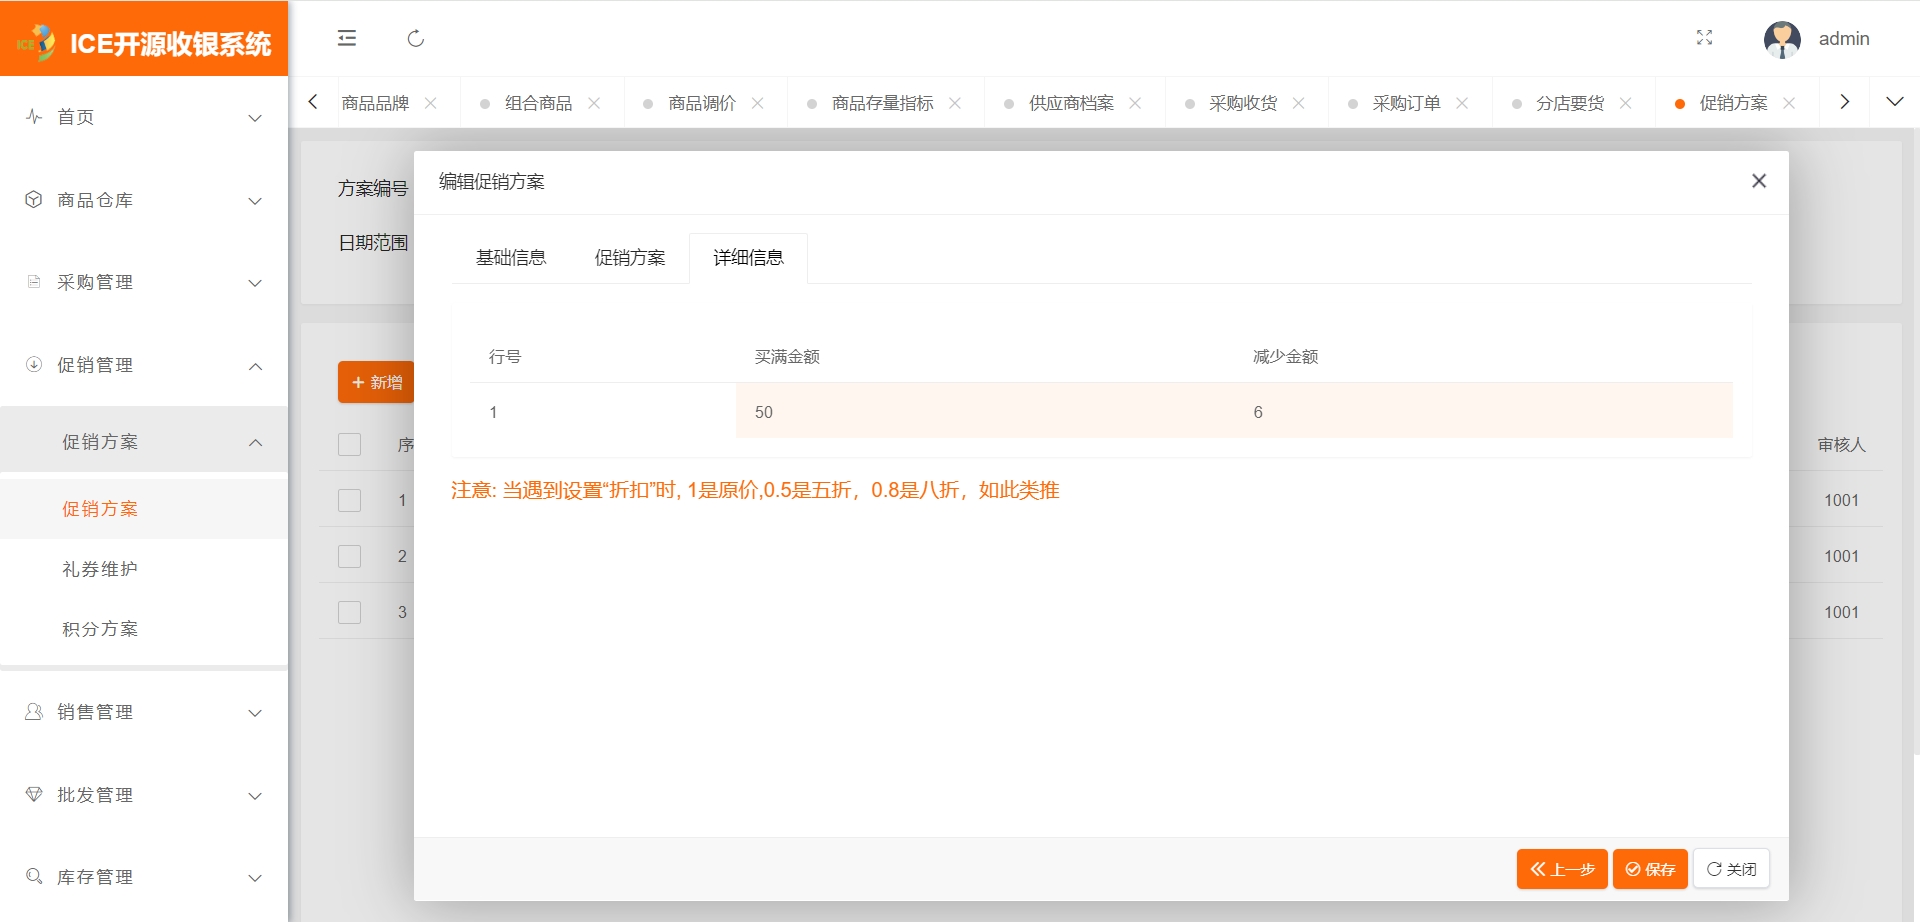 ICE开源收银系统
admin
商品品牌 组合商品 商品调价 商品存量指标 供应商档案 采购收货 采购订单 分店要货 促销方案
首页
商品仓库
采购管理
促销管理
促销方案
促销方案
礼券维护
积分方案
销售管理
批发管理
库存管理
方案编号
日期范围
新增
序
审核人
1 1001
2 1001
3 1001
编辑促销方案
基础信息 促销方案 详细信息
行号 买满金额 减少金额
1 50 6
注意: 当遇到设置“折扣”时, 1是原价,0.5是五折，0.8是八折，如此类推
上一步 保存 关闭